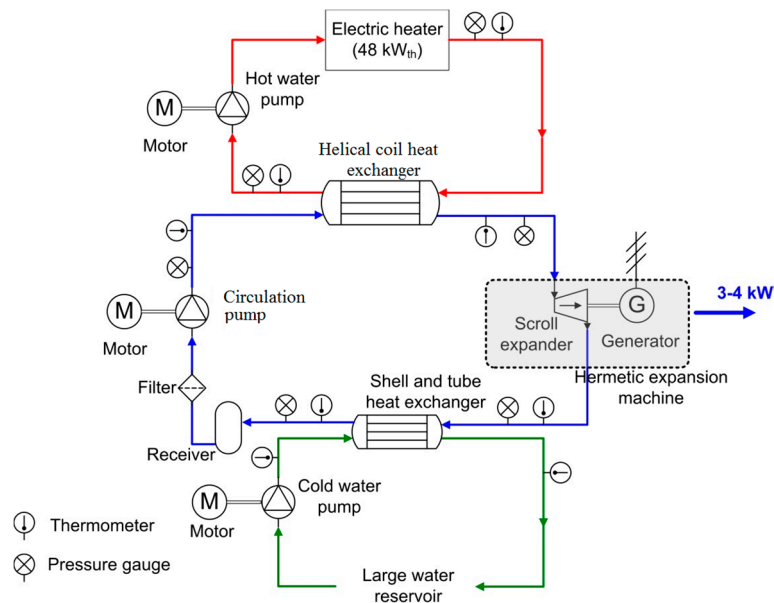 Electric heater
(48 kWth)
Hot water
pump
M
Motor
Helical coil heat
exchanger
Circulation
pump
M
Motor
3-4 kW
G
Scroll
expander
Generator
Hermetic expansion
machine
Filter
Shell and tube
heat exchanger
Receiver
Cold water
pump
M
Motor
Thermometer
Pressure gauge
Large water
reservoir